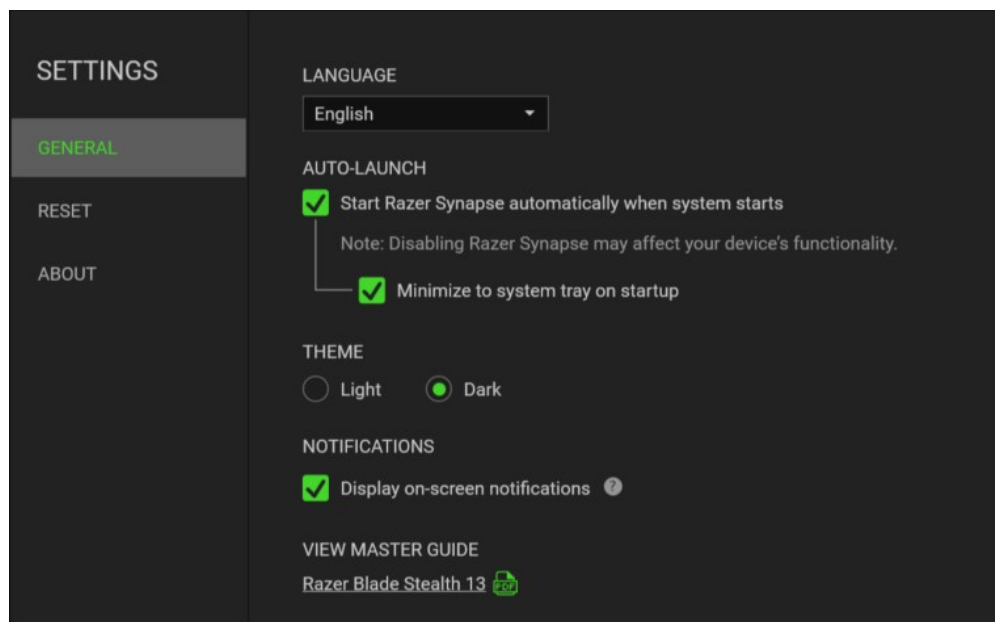 SETTINGS
GENERAL
RESET
ABOUT
LANGUAGE
English
AUTO-LAUNCH
Start Razer Synapse automatically when system starts
Note: Disabling Razer Synapse may affect your device's functionality.
Minimize to system tray on startup
THEME
Light Dark
NOTIFICATIONS
Display on-screen notifications ?
VIEW MASTER GUIDE
Razer Blade Stealth 13 PDF